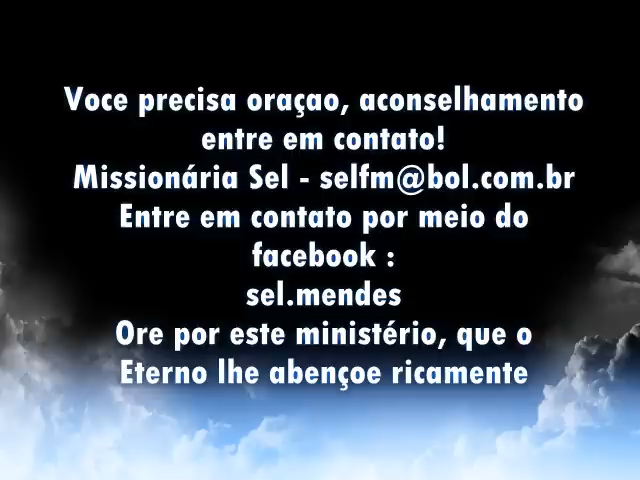 Voce precisa oraçao, aconselhamento
entre em contato!
Missionária Sel - selfm@bol.com.br
Entre em contato por meio do
facebook :
sel.mendes
Ore por este ministério, que o
Eterno lhe abençoe ricamente